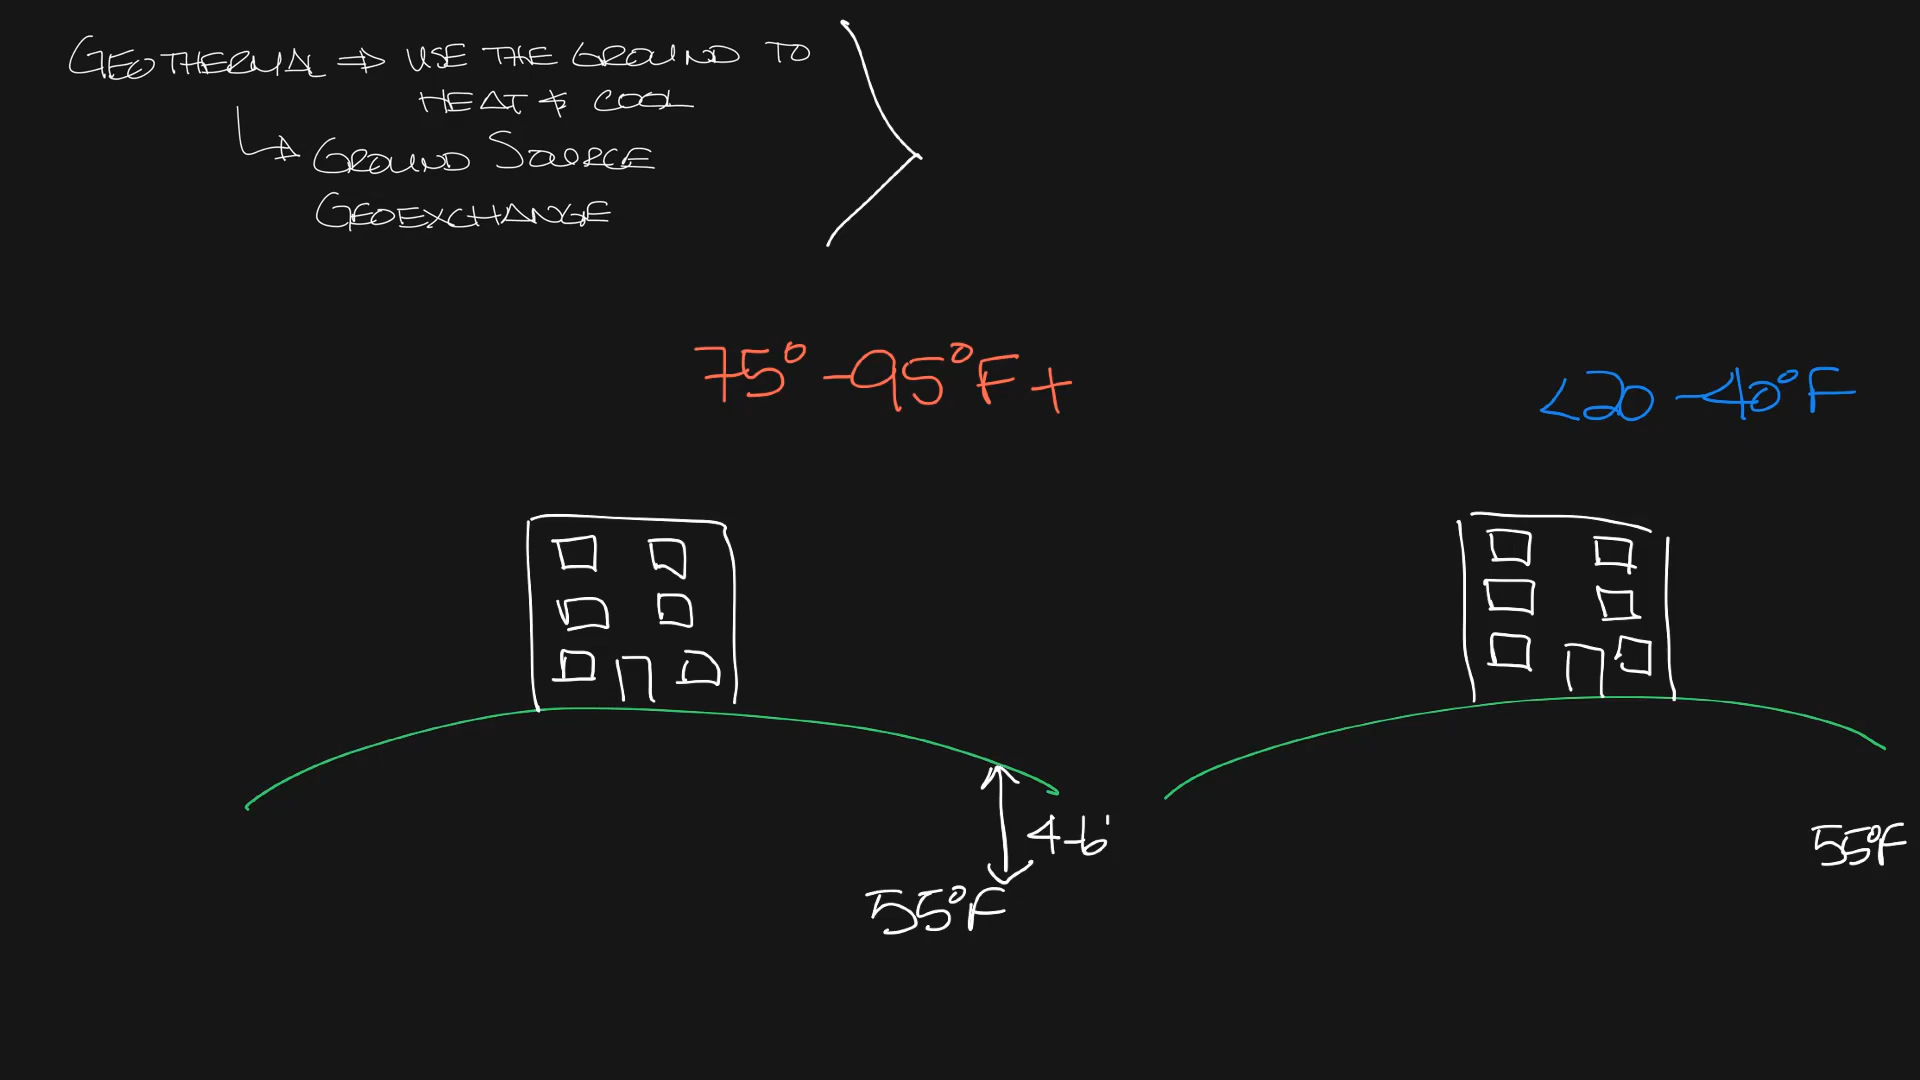 GEOTHERMAL ⇒ USE THE GROUND TO
HEAT & COOL
GROUND SOURCE
GEOEXCHANGE
75° - 95°F +
<20 - 40°F
4-6'
55°F
55°F